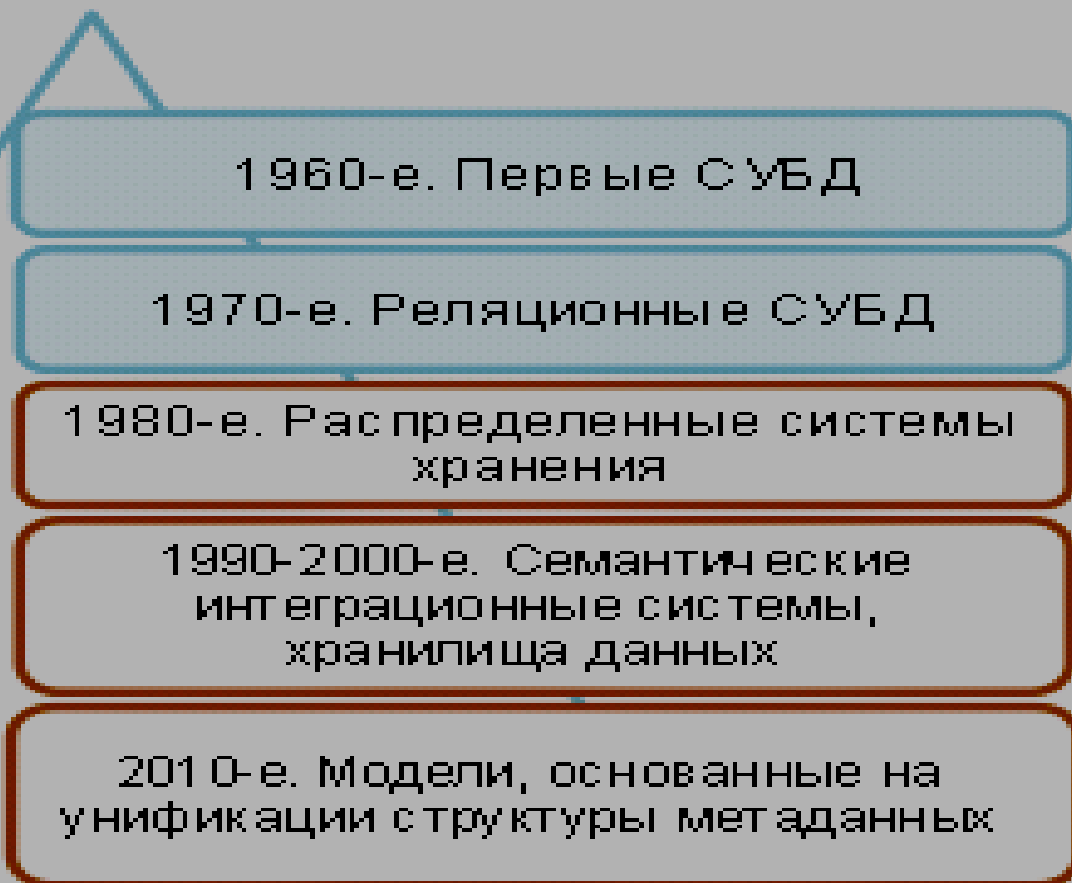 1960-е. Первые СУБД
1970-е. Реляционные СУБД
1980-е. Распределенные системы
хранения
1990-2000-е. Семантические
интеграционные системы,
хранилища данных
2010-е. Модели, основанные на
унификации структуры метаданных